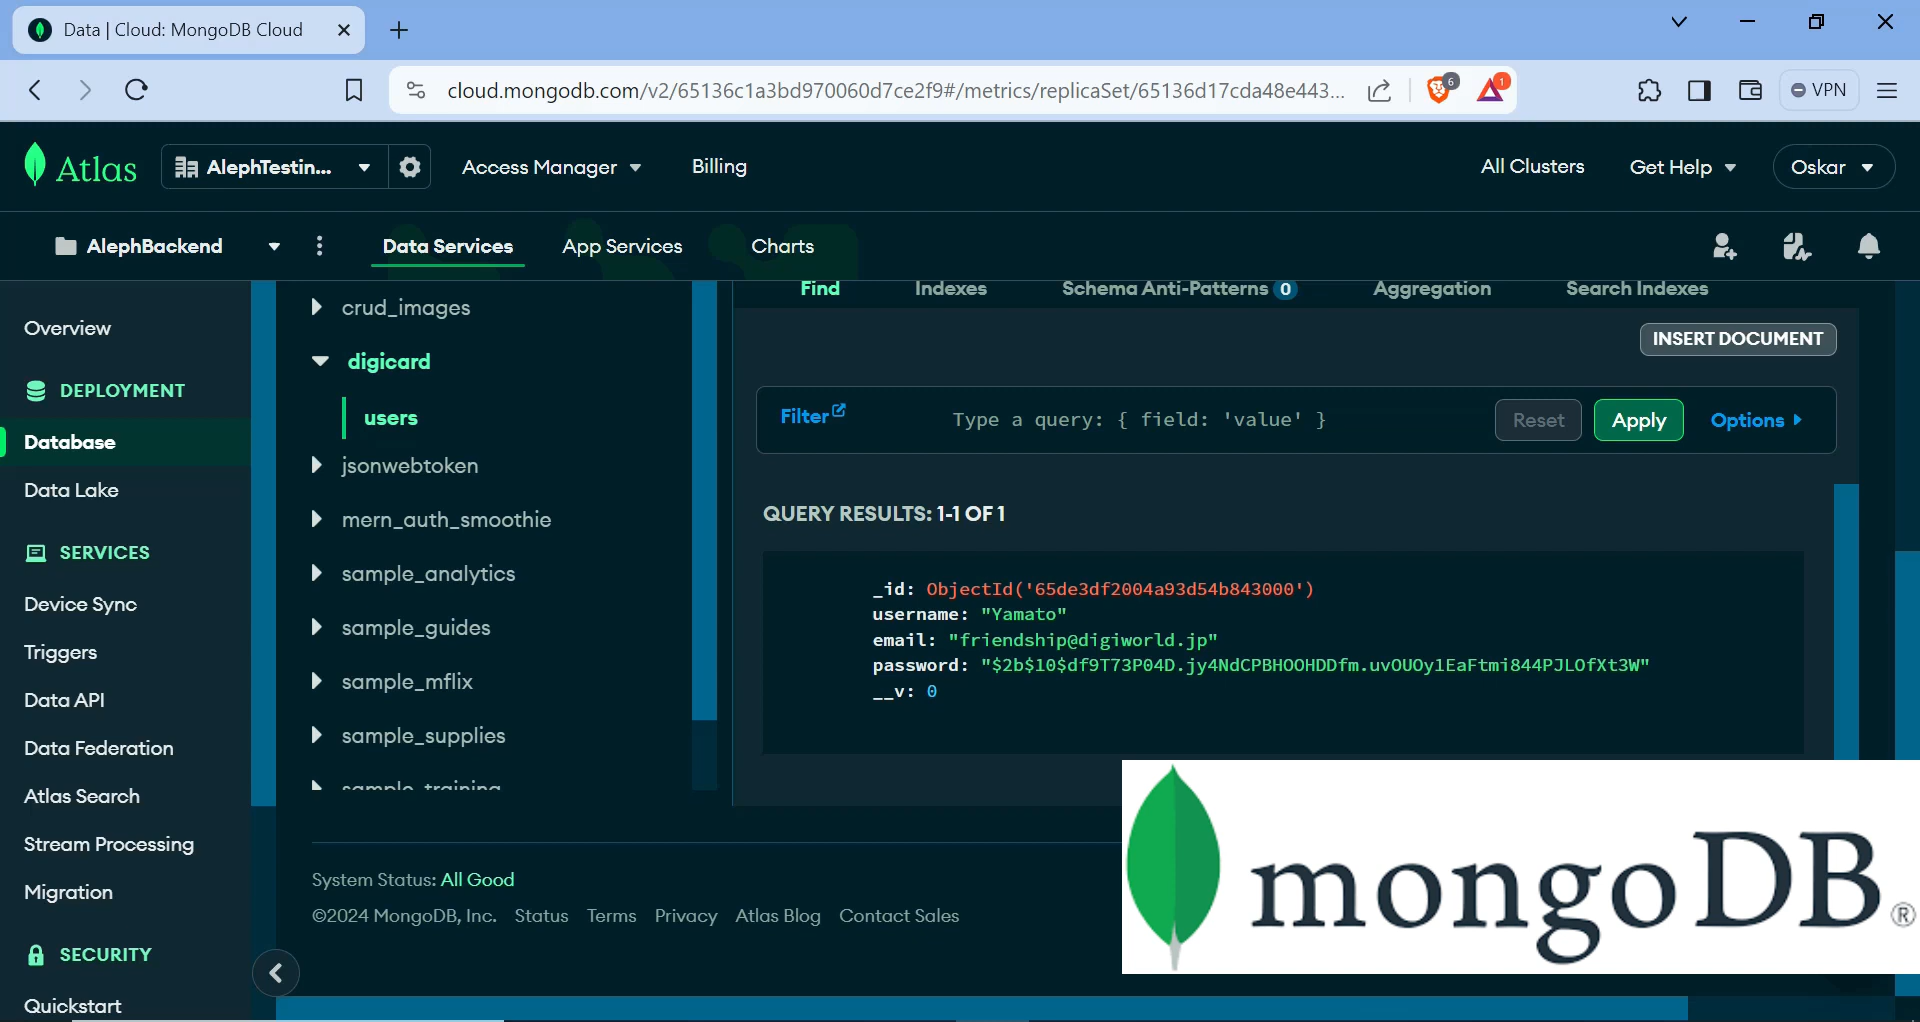 Data | Cloud: MongoDB Cloud
cloud.mongodb.com/v2/65136c1a3bd970060d7ce2f9#/metrics/replicaSet/65136d17cda48e443...
6
1
VPN
Atlas
AlephTestin...
Access Manager
Billing
All Clusters
Get Help
Oskar
AlephBackend
Data Services
App Services
Charts
Overview
DEPLOYMENT
Database
Data Lake
SERVICES
Device Sync
Triggers
Data API
Data Federation
Atlas Search
Stream Processing
Migration
SECURITY
Quickstart
crud_images
digicard
users
jsonwebtoken
mern_auth_smoothie
sample_analytics
sample_guides
sample_mflix
sample_supplies
sample_training
Find
Indexes
Schema Anti-Patterns 0
Aggregation
Search Indexes
INSERT DOCUMENT
Filter
Type a query: { field: 'value' }
Reset
Apply
Options
QUERY RESULTS: 1-1 OF 1
_id: ObjectId('65de3df2004a93d54b843000')
username: "Yamato"
email: "friendship@digiworld.jp"
password: "$2b$10$df9T73P04D.jy4NdCPBHOOHDDfm.uvOUOy1EaFtmi844PJLOfXt3W"
__v: 0
System Status: All Good
©2024 MongoDB, Inc. Status Terms Privacy Atlas Blog Contact Sales
mongoDB®